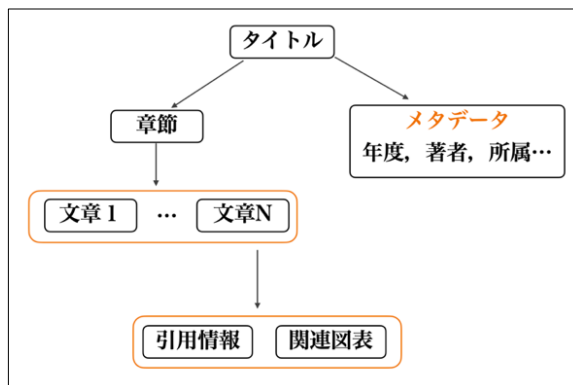 タイトル
章節
メタデータ
年度，著者，所属…
文章１ … 文章N
引用情報 関連図表